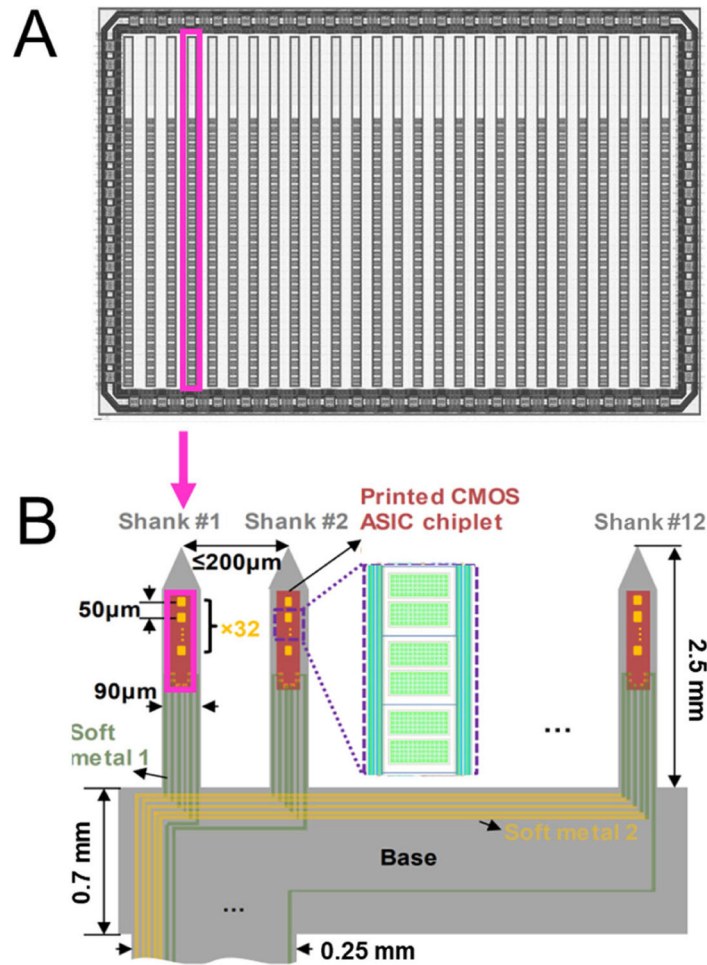 A
B
Printed CMOS
ASIC chiplet
Shank #1
Shank #2
Shank #12
≤200μm
50μm
×32
90μm
2.5 mm
Soft
metal 1
...
Soft metal 2
0.7 mm
Base
...
0.25 mm